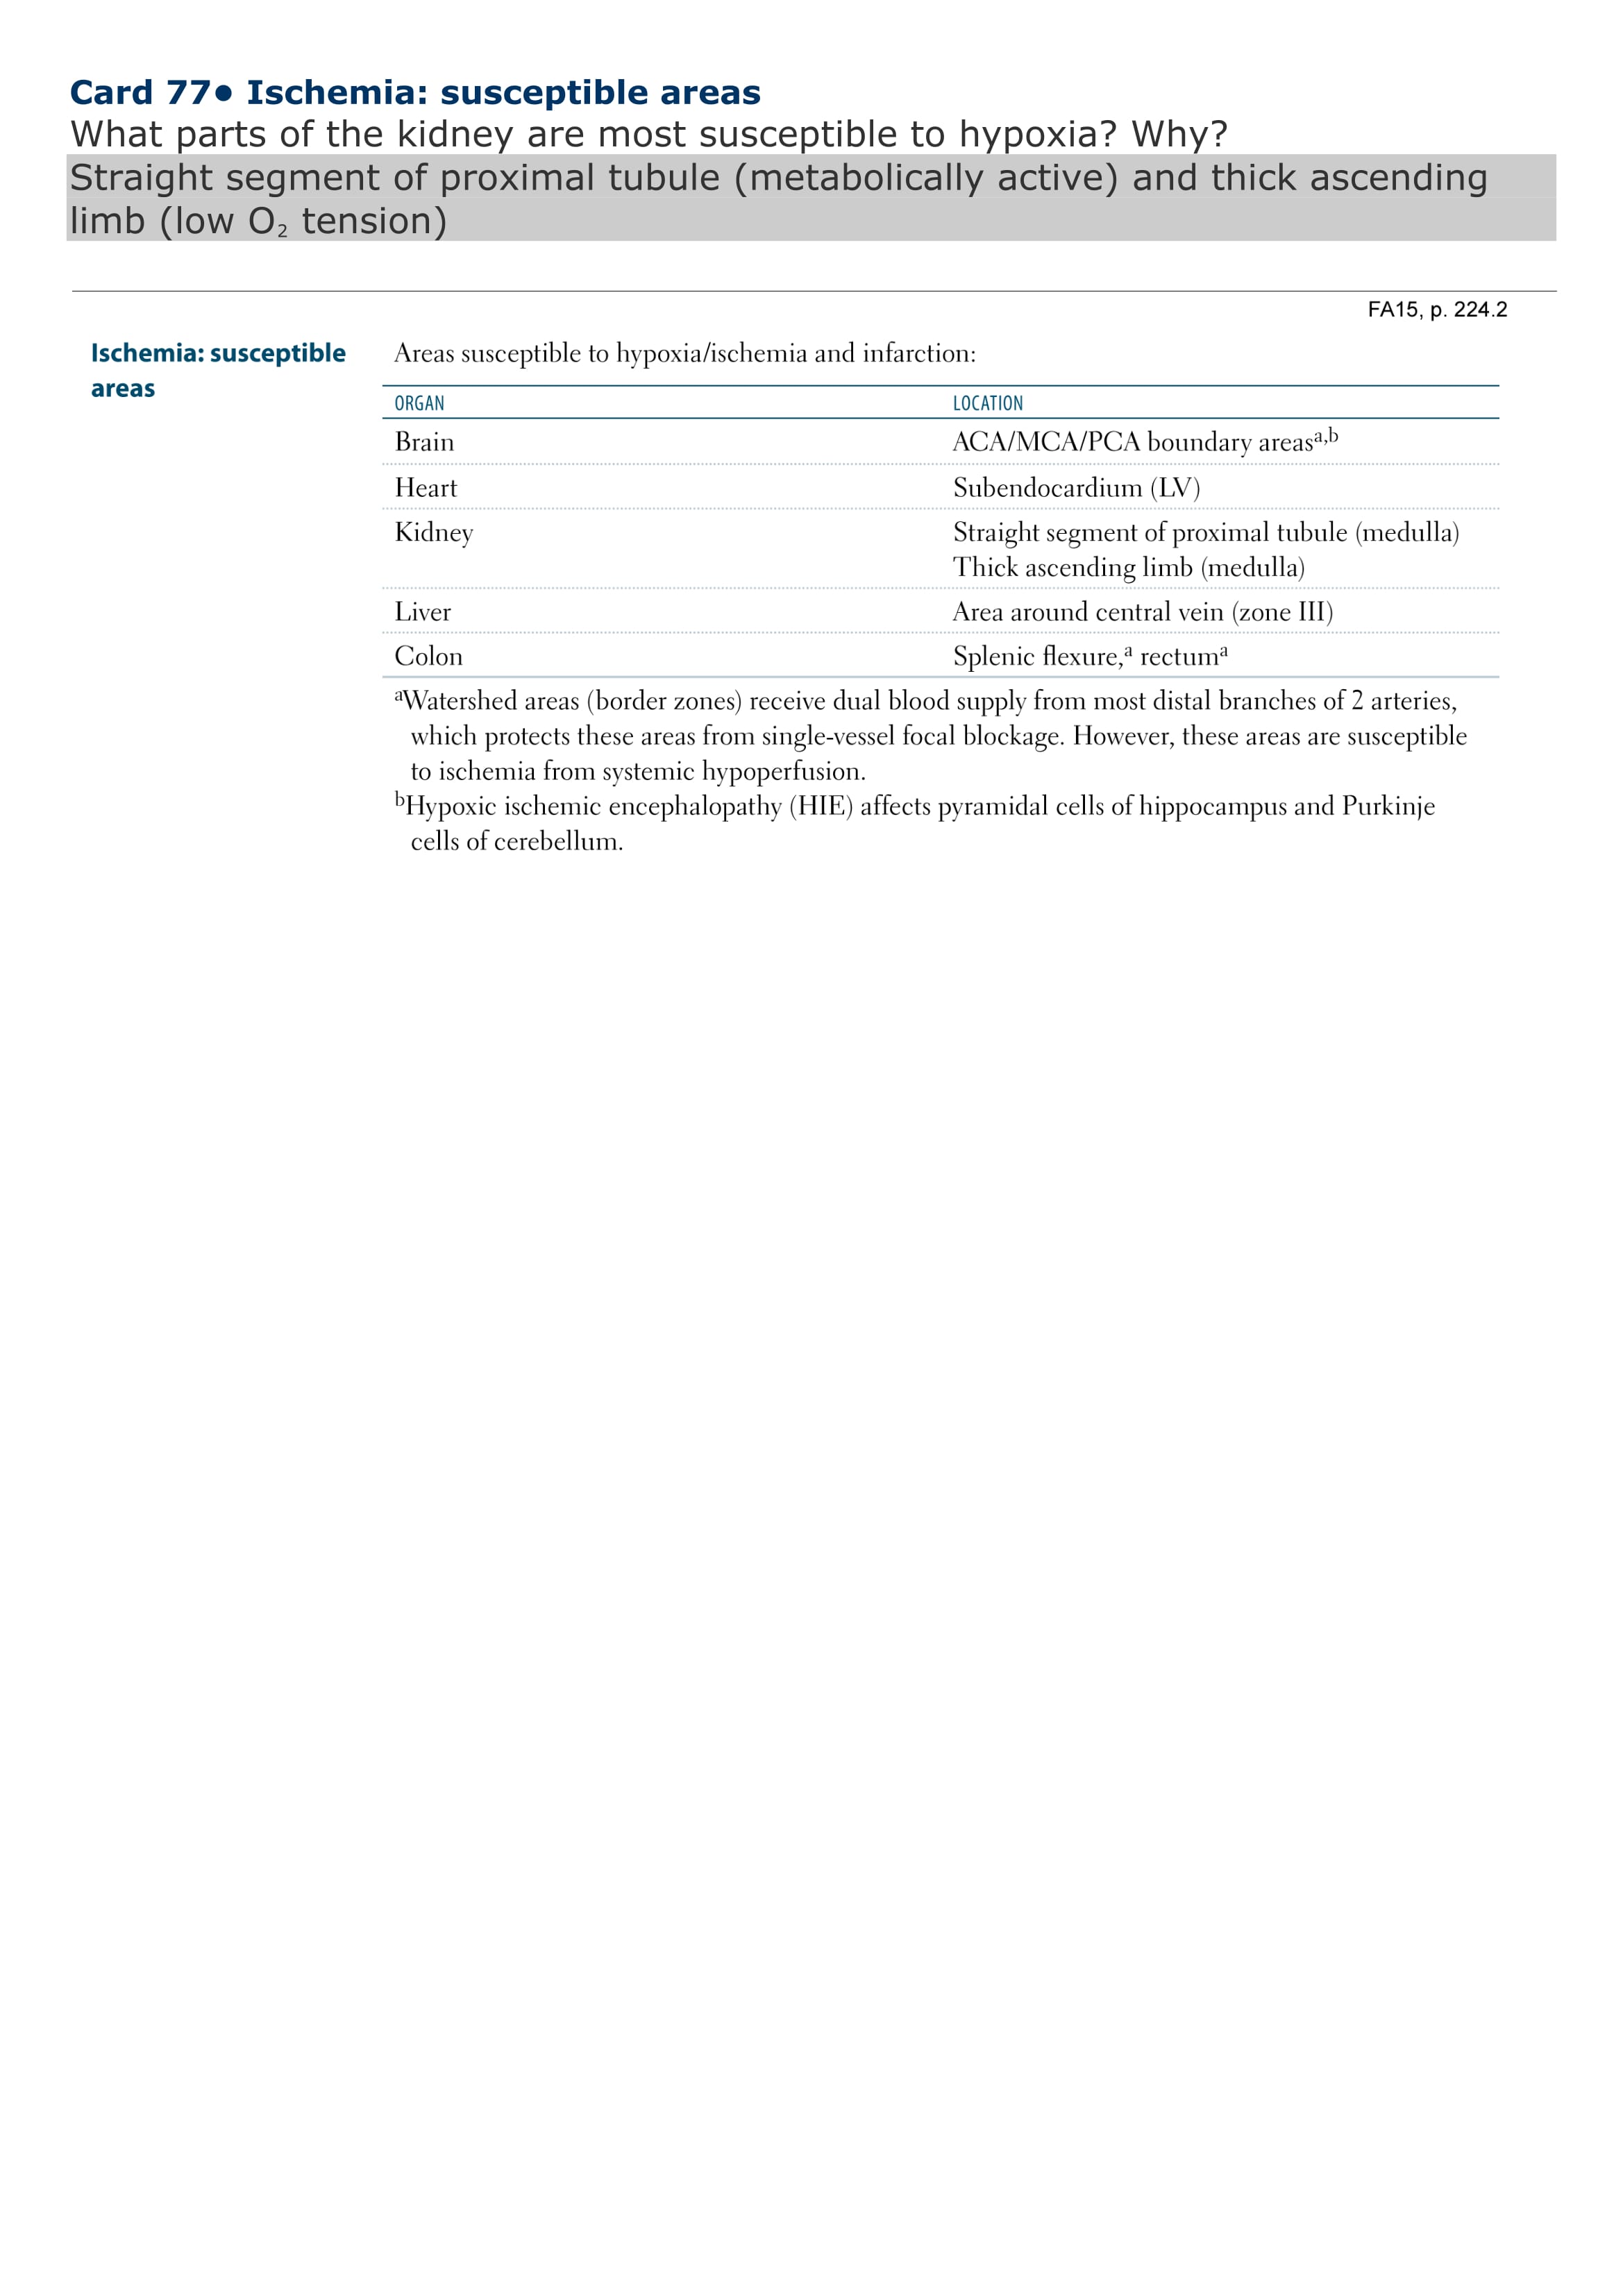 Card 77● Ischemia: susceptible areas
What parts of the kidney are most susceptible to hypoxia? Why?
Straight segment of proximal tubule (metabolically active) and thick ascending
limb (low O₂ tension)
FA15, p. 224.2
Ischemia: susceptible
areas
Areas susceptible to hypoxia/ischemia and infarction:
ORGAN LOCATION
Brain ACA/MCA/PCA boundary areasᵃ,ᵇ
Heart Subendocardium (LV)
Kidney Straight segment of proximal tubule (medulla)
Thick ascending limb (medulla)
Liver Area around central vein (zone III)
Colon Splenic flexure,ᵃ rectumᵃ
ᵃWatershed areas (border zones) receive dual blood supply from most distal branches of 2 arteries,
which protects these areas from single-vessel focal blockage. However, these areas are susceptible
to ischemia from systemic hypoperfusion.
ᵇHypoxic ischemic encephalopathy (HIE) affects pyramidal cells of hippocampus and Purkinje
cells of cerebellum.